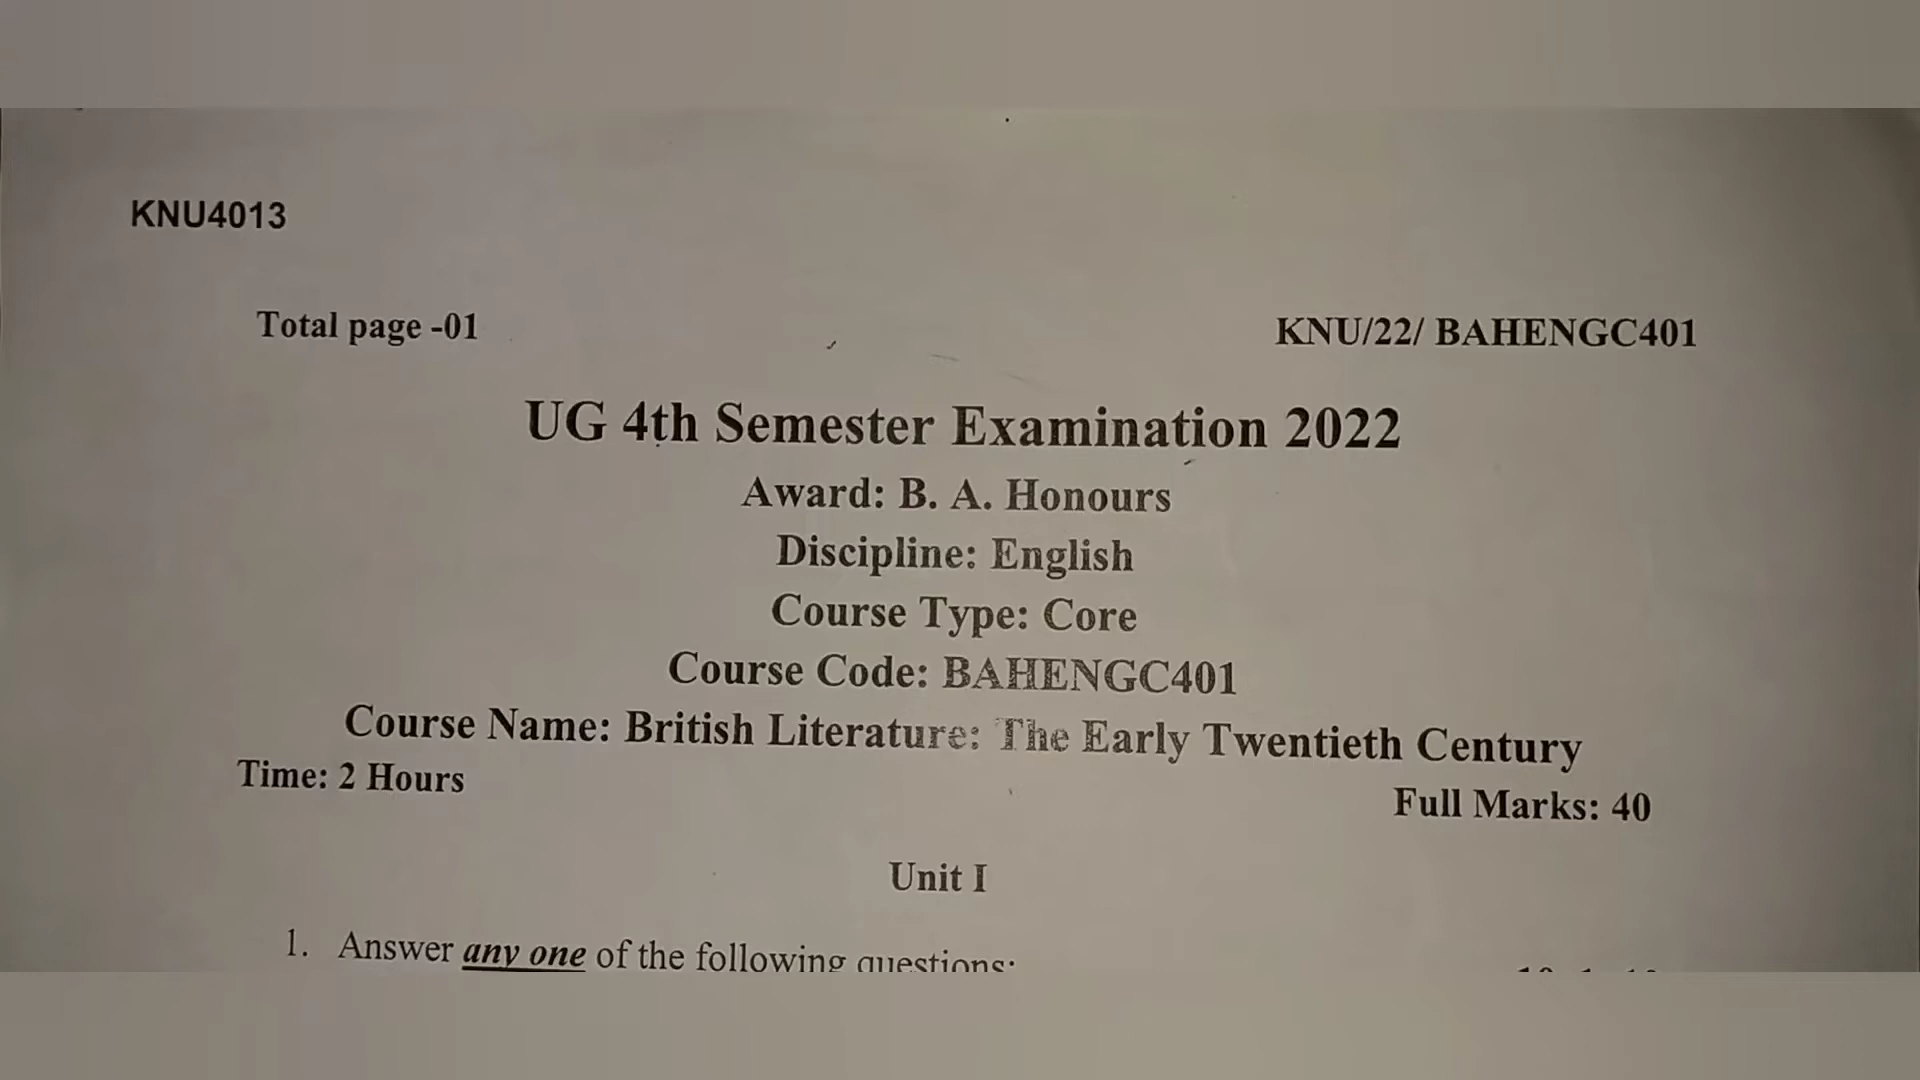 KNU4013
Total page -01
KNU/22/ BAHENGC401
UG 4th Semester Examination 2022
Award: B. A. Honours
Discipline: English
Course Type: Core
Course Code: BAHENGC401
Course Name: British Literature: The Early Twentieth Century
Time: 2 Hours
Full Marks: 40
Unit I
1. Answer any one of the following questions: